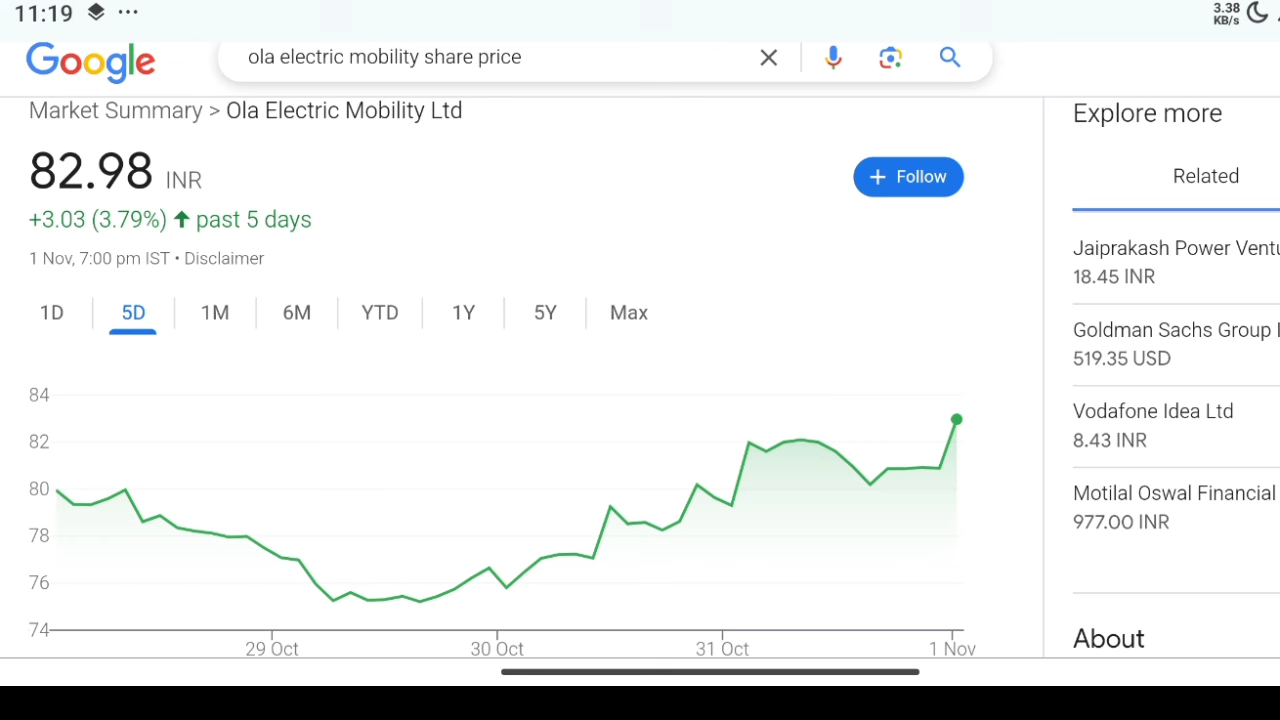 11:19
3.38 KB/s
Google
ola electric mobility share price
Market Summary > Ola Electric Mobility Ltd
82.98 INR
+ Follow
+3.03 (3.79%) ↑ past 5 days
1 Nov, 7:00 pm IST • Disclaimer
1D 5D 1M 6M YTD 1Y 5Y Max
84
82
80
78
76
74
29 Oct 30 Oct 31 Oct 1 Nov
Explore more
Related
Jaiprakash Power Ventu
18.45 INR
Goldman Sachs Group I
519.35 USD
Vodafone Idea Ltd
8.43 INR
Motilal Oswal Financial
977.00 INR
About